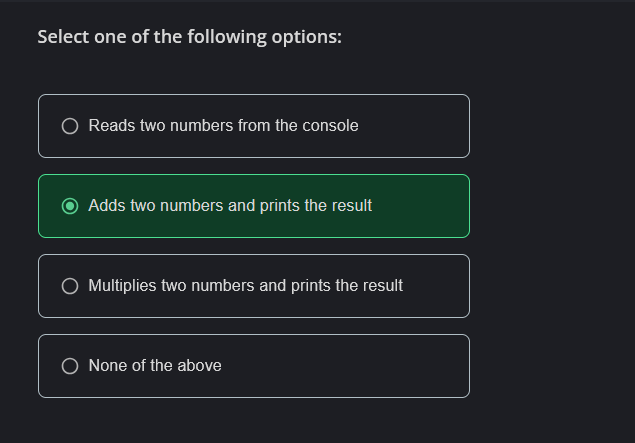 Select one of the following options:
Reads two numbers from the console
Adds two numbers and prints the result
Multiplies two numbers and prints the result
None of the above